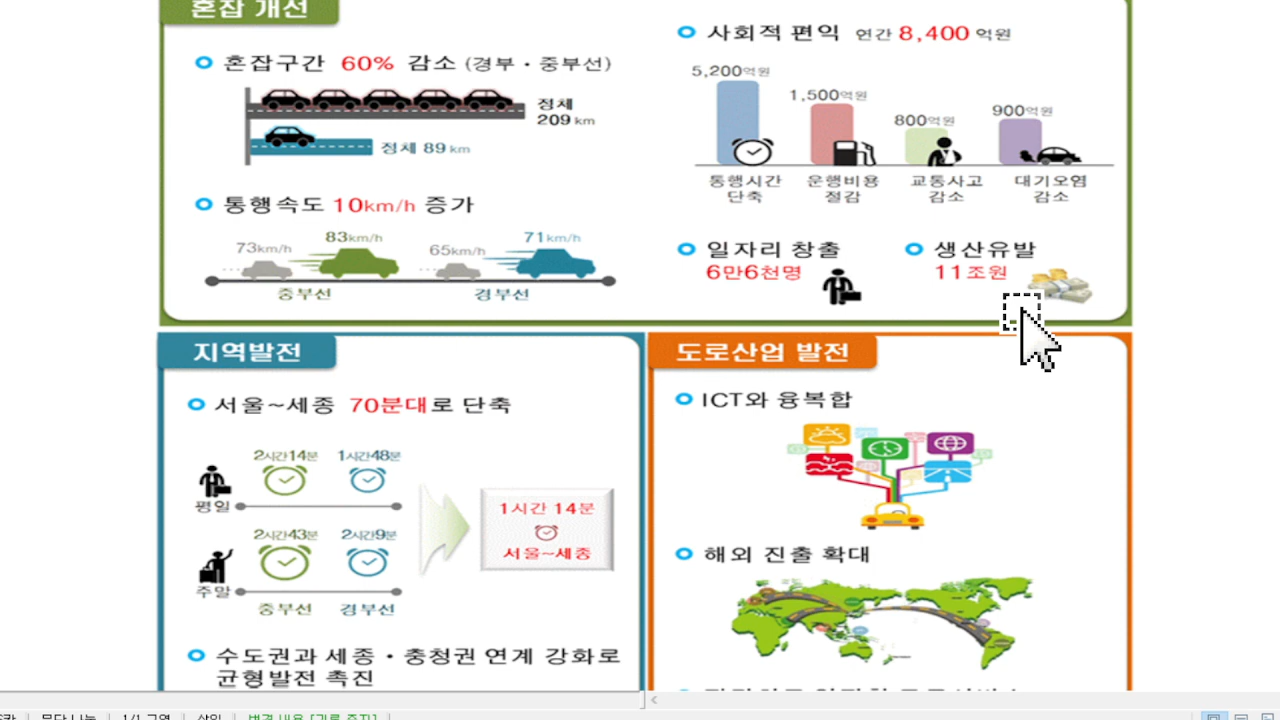 혼잡 개선
혼잡구간 60% 감소 (경부·중부선)
정체
209 km
정체 89 km
통행속도 10km/h 증가
73km/h
83km/h
65km/h
71km/h
중부선
경부선
사회적 편익 연간 8,400 억원
5,200억원
1,500억원
800억원
900억원
통행시간
단축
운행비용
절감
교통사고
감소
대기오염
감소
일자리 창출
6만6천명
생산유발
11조원
지역발전
서울~세종 70분대로 단축
2시간14분
1시간48분
평일
2시간43분
2시간9분
주말
중부선
경부선
1시간 14분
서울~세종
수도권과 세종·충청권 연계 강화로
균형발전 촉진
도로산업 발전
ICT와 융복합
해외 진출 확대